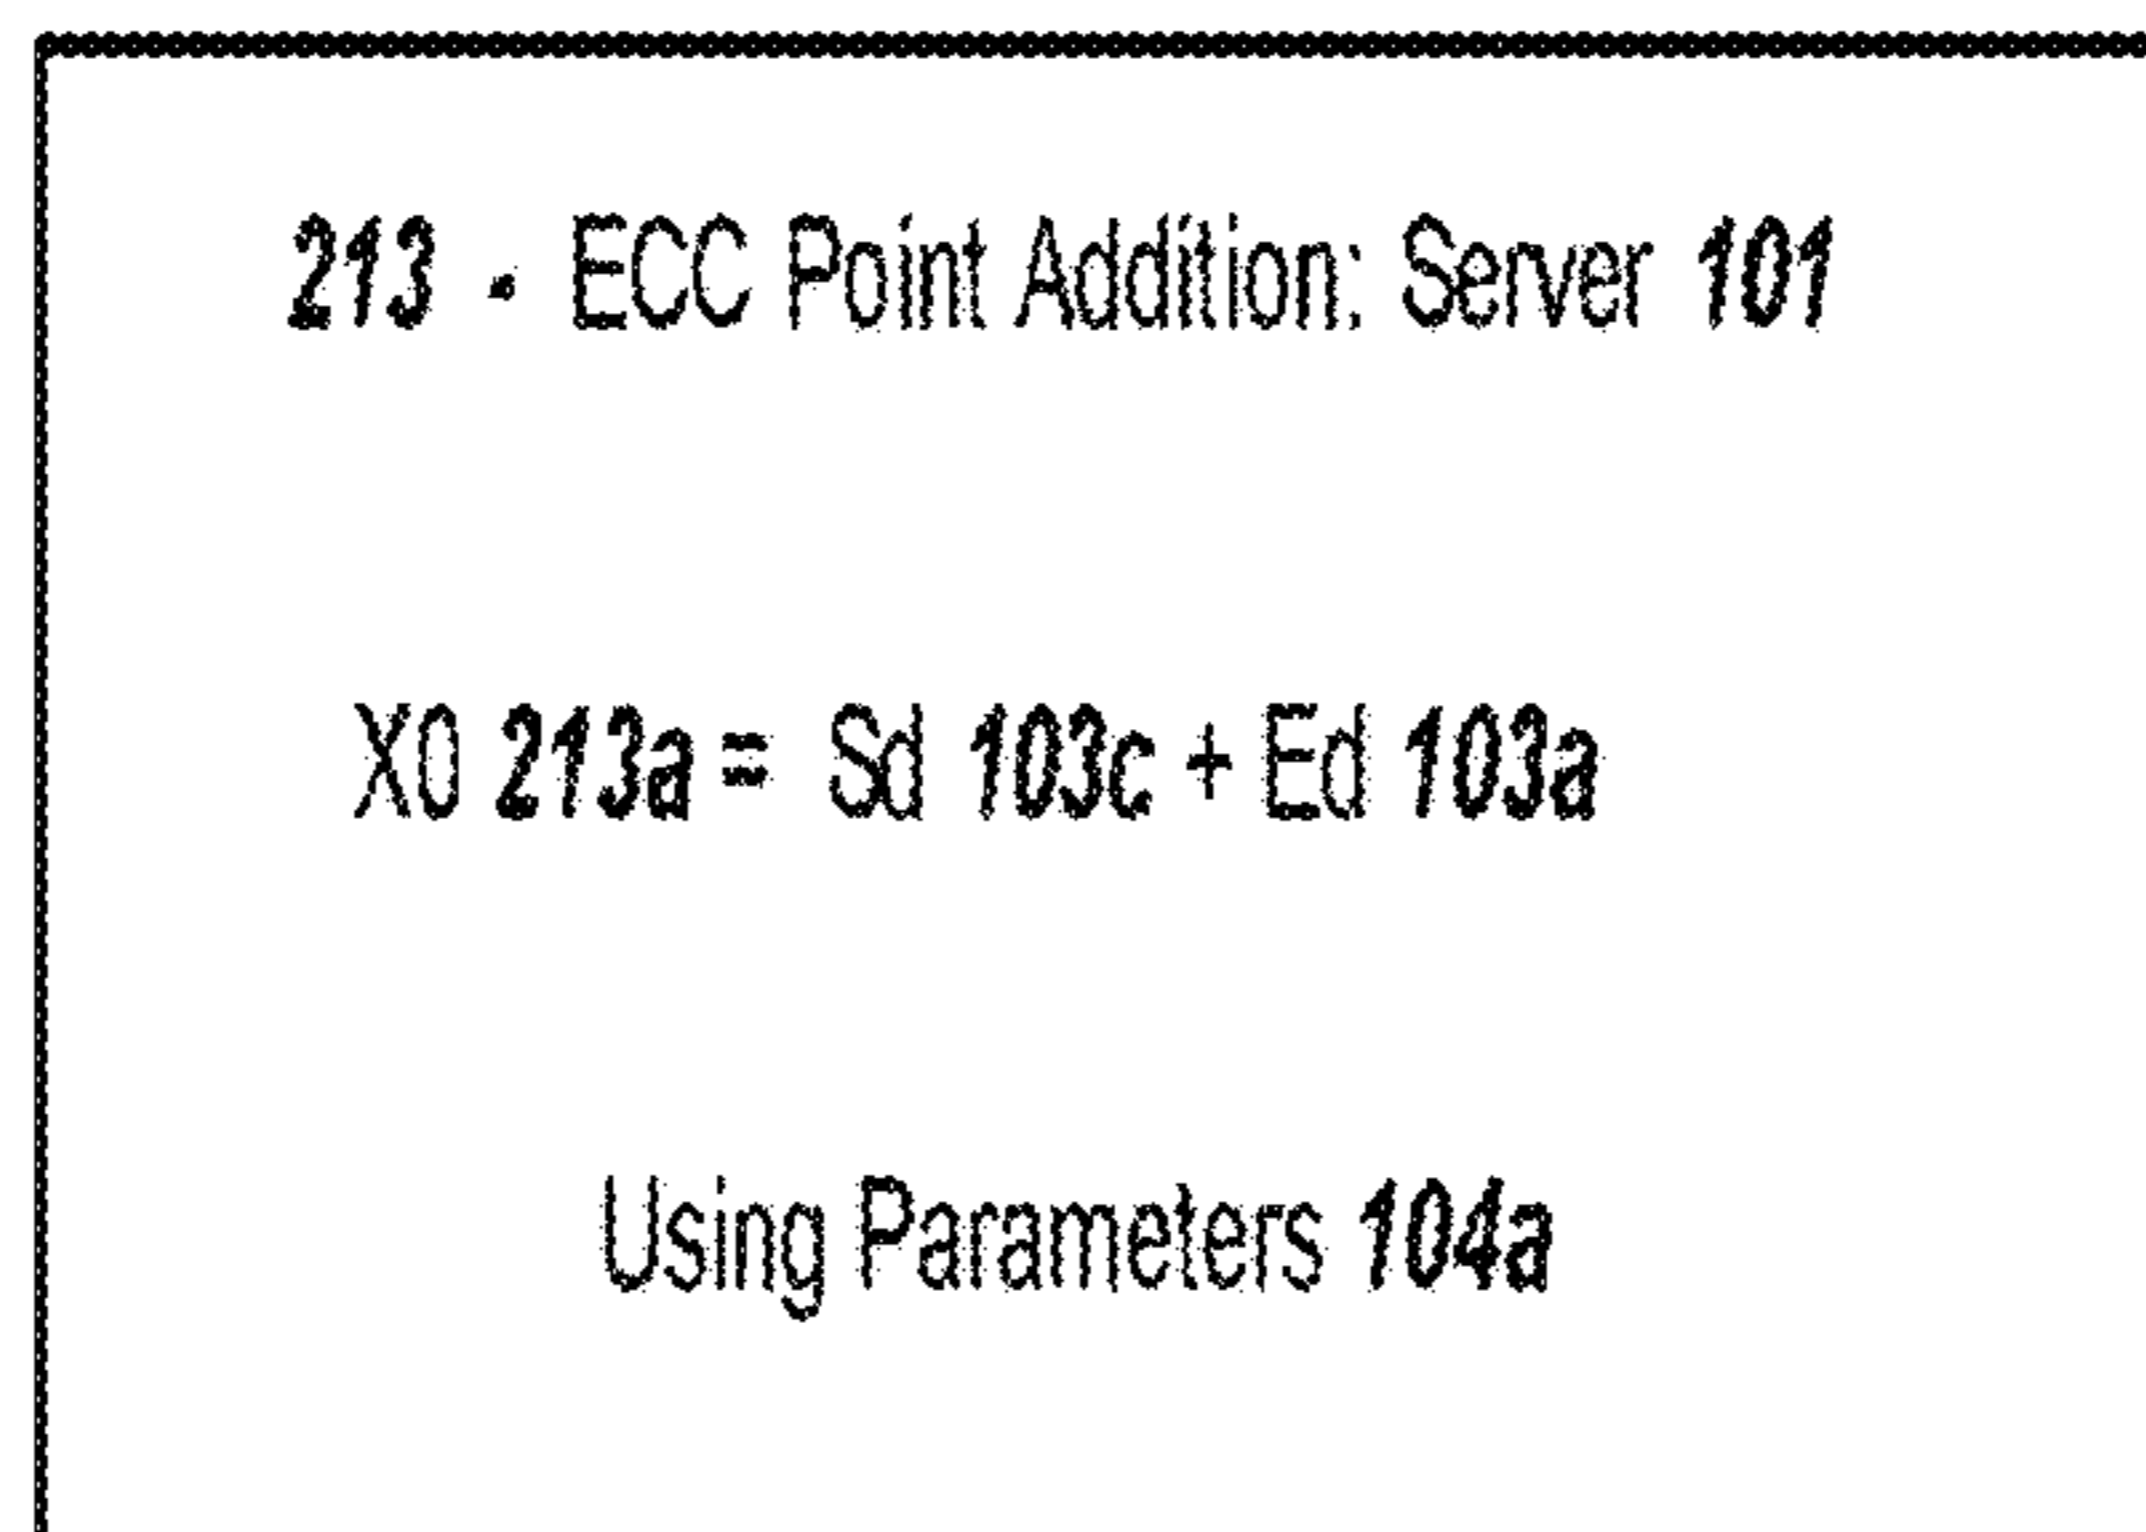 213 - ECC Point Addition: Server 101
X0 213a = Sd 103c + Ed 103a
Using Parameters 104a